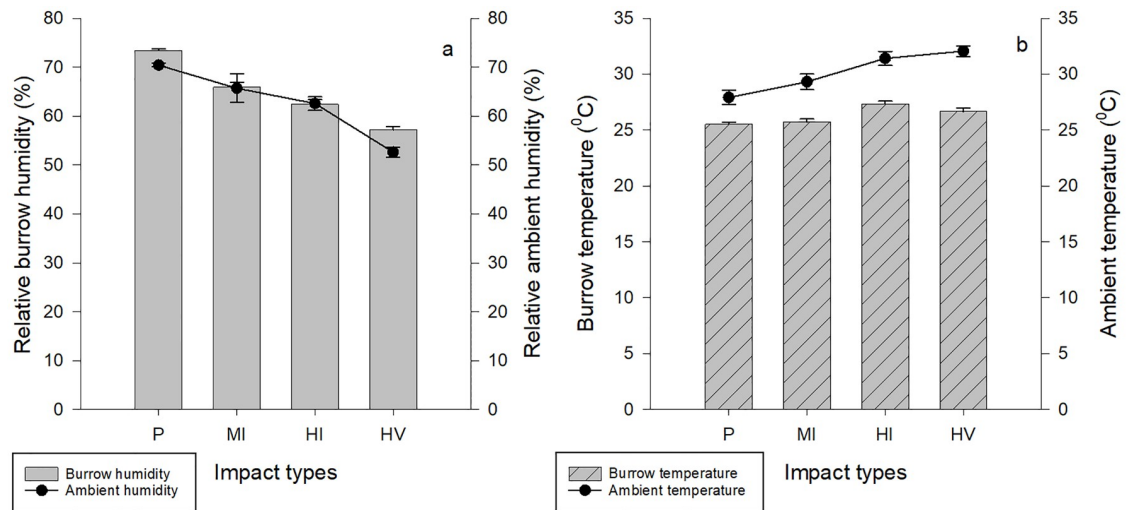 80
70
60
50
40
30
20
10
0
Relative burrow humidity (%)
a
80
70
60
50
40
30
20
10
0
Relative ambient humidity (%)
P MI HI HV
Impact types
Burrow humidity
Ambient humidity
35
30
25
20
15
10
5
0
Burrow temperature (⁰C)
b
35
30
25
20
15
10
5
0
Ambient temperature (⁰C)
P MI HI HV
Impact types
Burrow temperature
Ambient temperature